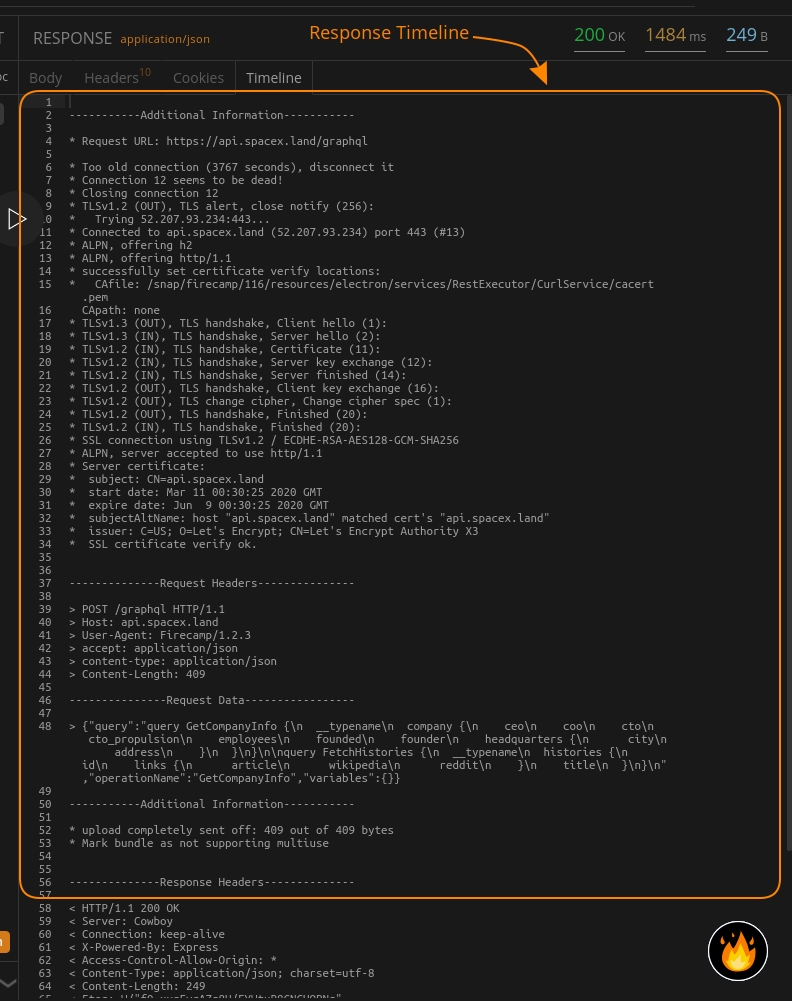 T RESPONSE application/json Response Timeline 200 OK 1484 ms 249 B
oc Body Headers10 Cookies Timeline
1
2 -----------Additional Information-----------
3
4 * Request URL: https://api.spacex.land/graphql
5
6 * Too old connection (3767 seconds), disconnect it
7 * Connection 12 seems to be dead!
8 * Closing connection 12
9 * TLSv1.2 (OUT), TLS alert, close notify (256):
10 *   Trying 52.207.93.234:443...
11 * Connected to api.spacex.land (52.207.93.234) port 443 (#13)
12 * ALPN, offering h2
13 * ALPN, offering http/1.1
14 * successfully set certificate verify locations:
15 *   CAfile: /snap/firecamp/116/resources/electron/services/RestExecutor/CurlService/cacert
.pem
16   CApath: none
17 * TLSv1.3 (OUT), TLS handshake, Client hello (1):
18 * TLSv1.3 (IN), TLS handshake, Server hello (2):
19 * TLSv1.2 (IN), TLS handshake, Certificate (11):
20 * TLSv1.2 (IN), TLS handshake, Server key exchange (12):
21 * TLSv1.2 (IN), TLS handshake, Server finished (14):
22 * TLSv1.2 (OUT), TLS handshake, Client key exchange (16):
23 * TLSv1.2 (OUT), TLS change cipher, Change cipher spec (1):
24 * TLSv1.2 (OUT), TLS handshake, Finished (20):
25 * TLSv1.2 (IN), TLS handshake, Finished (20):
26 * SSL connection using TLSv1.2 / ECDHE-RSA-AES128-GCM-SHA256
27 * ALPN, server accepted to use http/1.1
28 * Server certificate:
29 *  subject: CN=api.spacex.land
30 *  start date: Mar 11 00:30:25 2020 GMT
31 *  expire date: Jun  9 00:30:25 2020 GMT
32 *  subjectAltName: host "api.spacex.land" matched cert's "api.spacex.land"
33 *  issuer: C=US; O=Let's Encrypt; CN=Let's Encrypt Authority X3
34 *  SSL certificate verify ok.
35
36
37 --------------Request Headers---------------
38
39 > POST /graphql HTTP/1.1
40 > Host: api.spacex.land
41 > User-Agent: Firecamp/1.2.3
42 > accept: application/json
43 > content-type: application/json
44 > Content-Length: 409
45
46 ---------------Request Data-----------------
47
48 > {"query":"query GetCompanyInfo {\n  __typename\n  company {\n    ceo\n    coo\n    cto\n
cto_propulsion\n    employees\n    founded\n    founder\n    headquarters {\n      city\n
address\n    }\n  }\n}\n\nquery FetchHistories {\n  __typename\n  histories {\n
id\n    links {\n      article\n      wikipedia\n      reddit\n    }\n    title\n  }\n}\n"
,"operationName":"GetCompanyInfo","variables":{}}
49
50 -----------Additional Information-----------
51
52 * upload completely sent off: 409 out of 409 bytes
53 * Mark bundle as not supporting multiuse
54
55
56 --------------Response Headers--------------
57
58 < HTTP/1.1 200 OK
59 < Server: Cowboy
60 < Connection: keep-alive
61 < X-Powered-By: Express
62 < Access-Control-Allow-Origin: *
63 < Content-Type: application/json; charset=utf-8
64 < Content-Length: 249
65 < Etag: